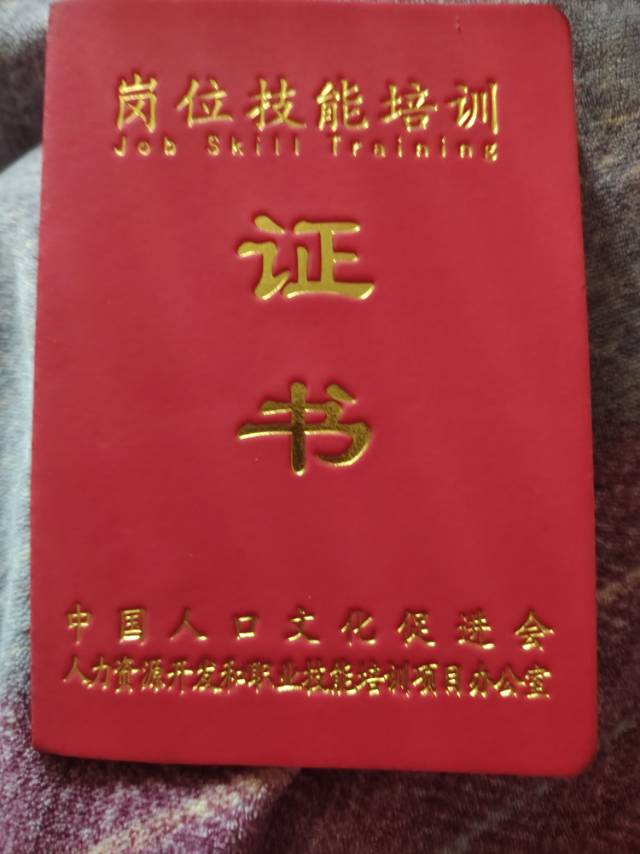 岗位技能培训
Job Skill Training
证
书
中国人口文化促进会
人力资源开发和职业技能培训项目办公室